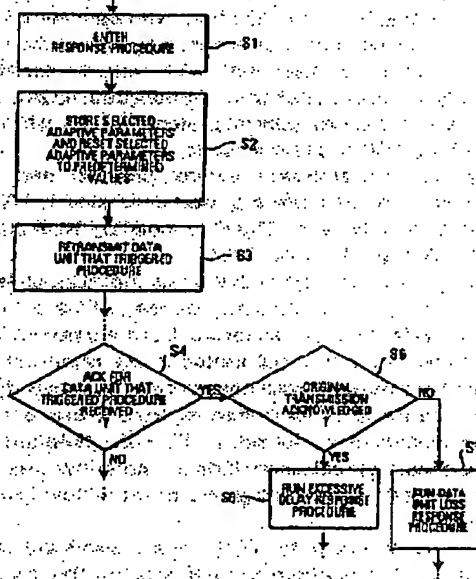 ENTER
RESPONSE PROCEDURE
S1
STORE SELECTED
ADAPTIVE PARAMETERS
AND RESET SELECTED
ADAPTIVE PARAMETERS
TO PREDETERMINED
VALUES
S2
RETRANSMIT DATA
UNIT THAT TRIGGERED
PROCEDURE
S3
ACK FOR
DATA UNIT THAT
TRIGGERED PROCEDURE
RECEIVED
?
S4
YES
NO
ORIGINAL
TRANSMISSION
ACKNOWLEDGED
?
NO
YES
RUN EXCESSIVE
DELAY RESPONSE
PROCEDURE
RUN DATA
UNIT LOSS
RESPONSE
PROCEDURE